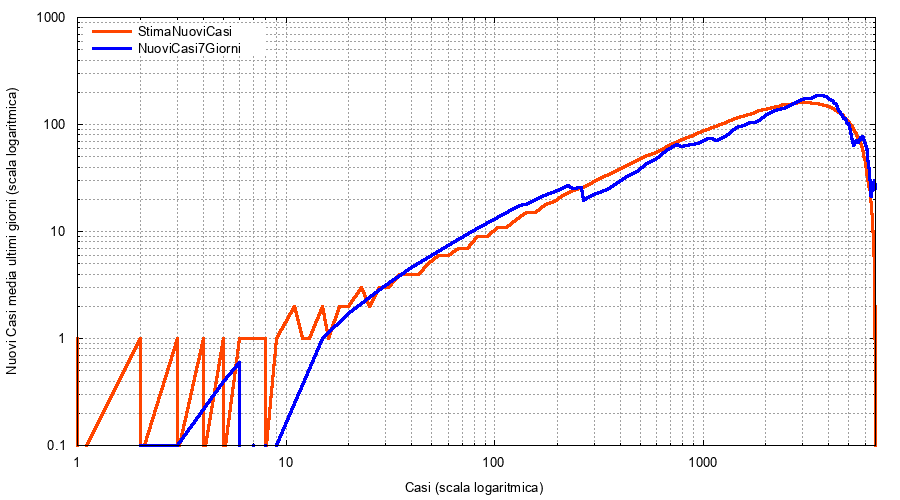 1000
100
10
1
0.1
1
10
100
1000
StimaNuoviCasi
NuoviCasi7Giorni
Nuovi Casi media ultimi giorni (scala logaritmica)
Casi (scala logaritmica)